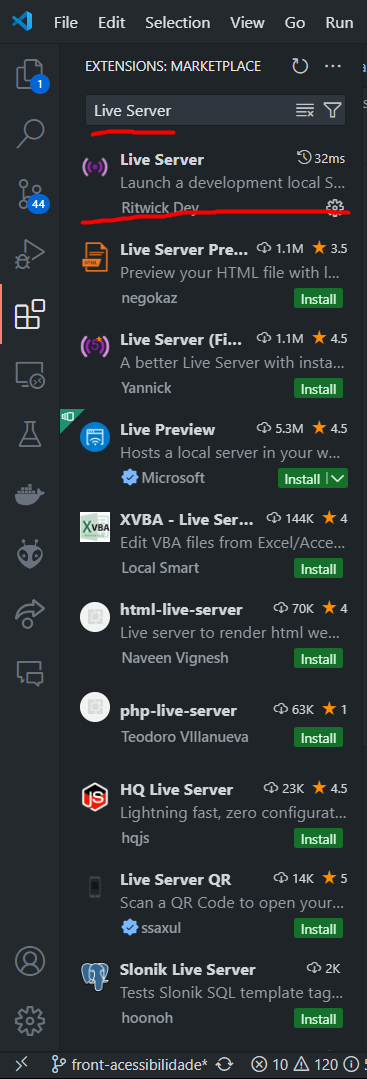 File Edit Selection View Go Run
EXTENSIONS: MARKETPLACE
1
Live Server
44
Live Server 32ms
Launch a development local S...
Ritwick Dey
Live Server Pre... 1.1M 3.5
HTML
Preview your HTML file with l...
negokaz Install
Live Server (Fi... 1.1M 4.5
5
A better Live Server with insta...
Yannick Install
Live Preview 5.3M 4.5
Hosts a local server in your w...
Microsoft Install
XVBA - Live Ser... 144K 4
XVBA
Edit VBA files from Excel/Acce...
Local Smart Install
html-live-server 70K 4
Live server to render html we...
Naveen Vignesh Install
php-live-server 63K 1
Teodoro VIllanueva Install
HQ Live Server 23K 4.5
JS
Lightning fast, zero configurat...
hqjs Install
Live Server QR 14K 5
Scan a QR Code to open your...
ssaxul Install
Slonik Live Server 2K
Tests Slonik SQL template tag...
hoonoh Install
front-acessibilidade* 10 120